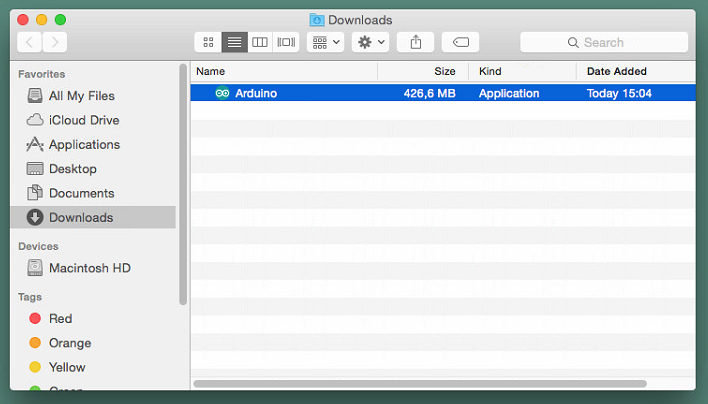 Downloads
Search
Favorites
All My Files
iCloud Drive
Applications
Desktop
Documents
Downloads
Devices
Macintosh HD
Tags
Red
Orange
Yellow
Green
Name Size Kind Date Added
Arduino 426,6 MB Application Today 15:04